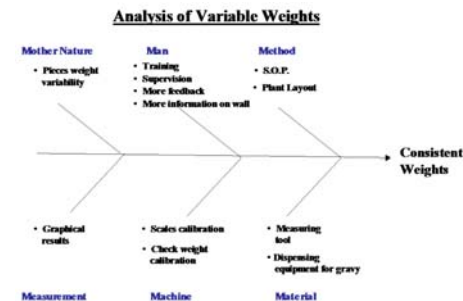 Analysis of Variable Weights
Mother Nature
• Pieces weight
variability
Man
• Training
• Supervision
• More feedback
• More information on wall
Method
• S.O.P.
• Plant Layout
Consistent
Weights
• Graphical
results
Measurement
• Scales calibration
• Check weight
calibration
Machine
• Measuring
tool
• Dispensing
equipment for gravy
Material